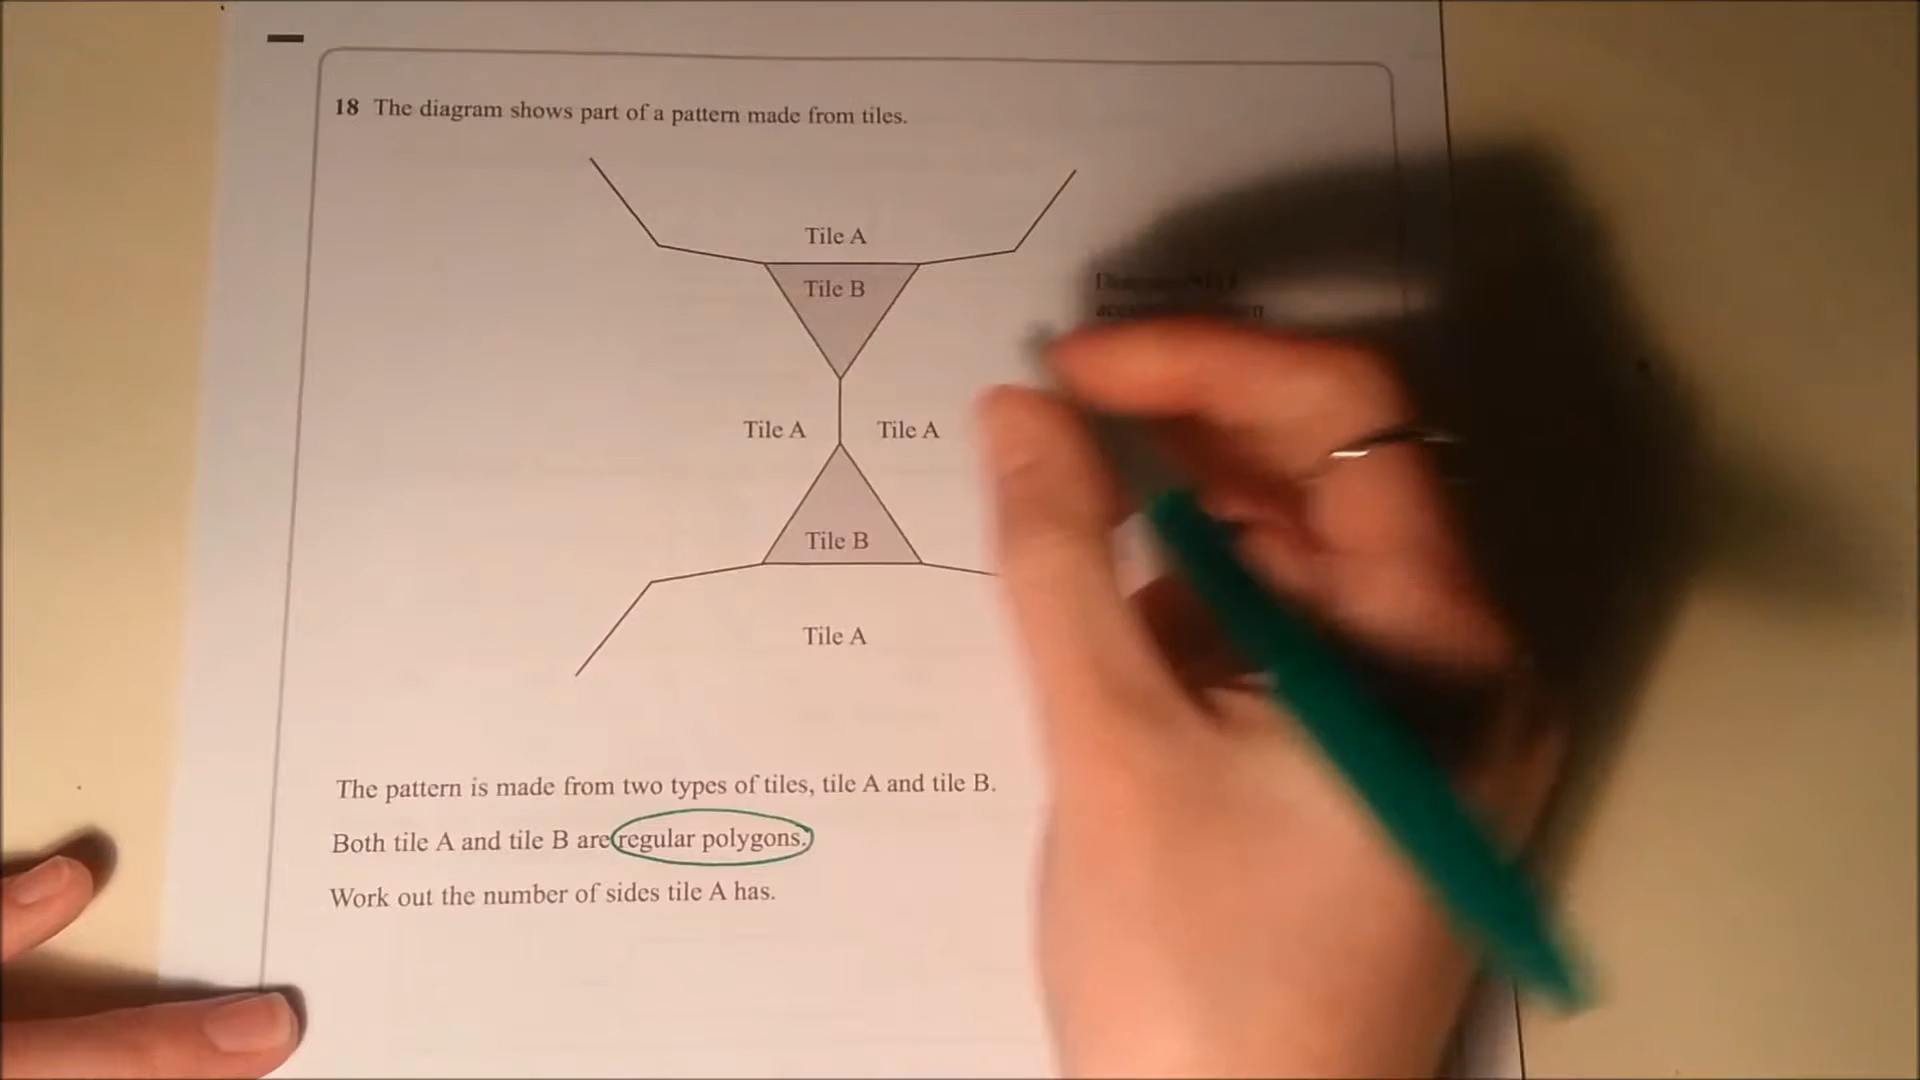 18 The diagram shows part of a pattern made from tiles.
Tile A
Tile B
Tile A Tile A
Tile B
Tile A
The pattern is made from two types of tiles, tile A and tile B.
Both tile A and tile B are regular polygons.
Work out the number of sides tile A has.